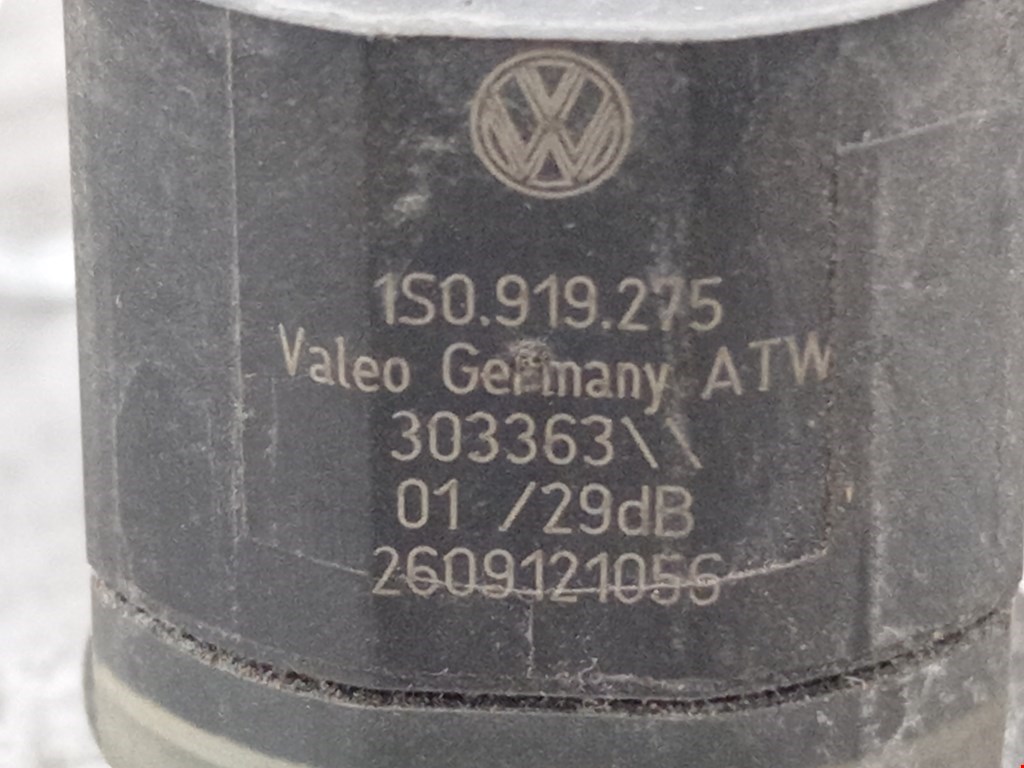 1S0.919.275
Valeo Germany ATW
303363\\
01 /29dB
2609121056